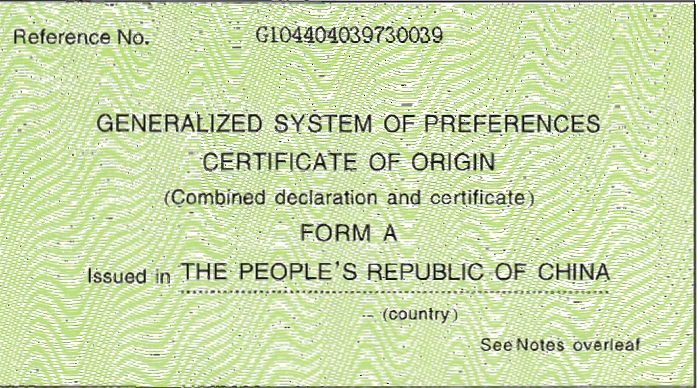 Reference No. G104404039730039
GENERALIZED SYSTEM OF PREFERENCES
CERTIFICATE OF ORIGIN
(Combined declaration and certificate)
FORM A
Issued in THE PEOPLE'S REPUBLIC OF CHINA
(country)
See Notes overleaf